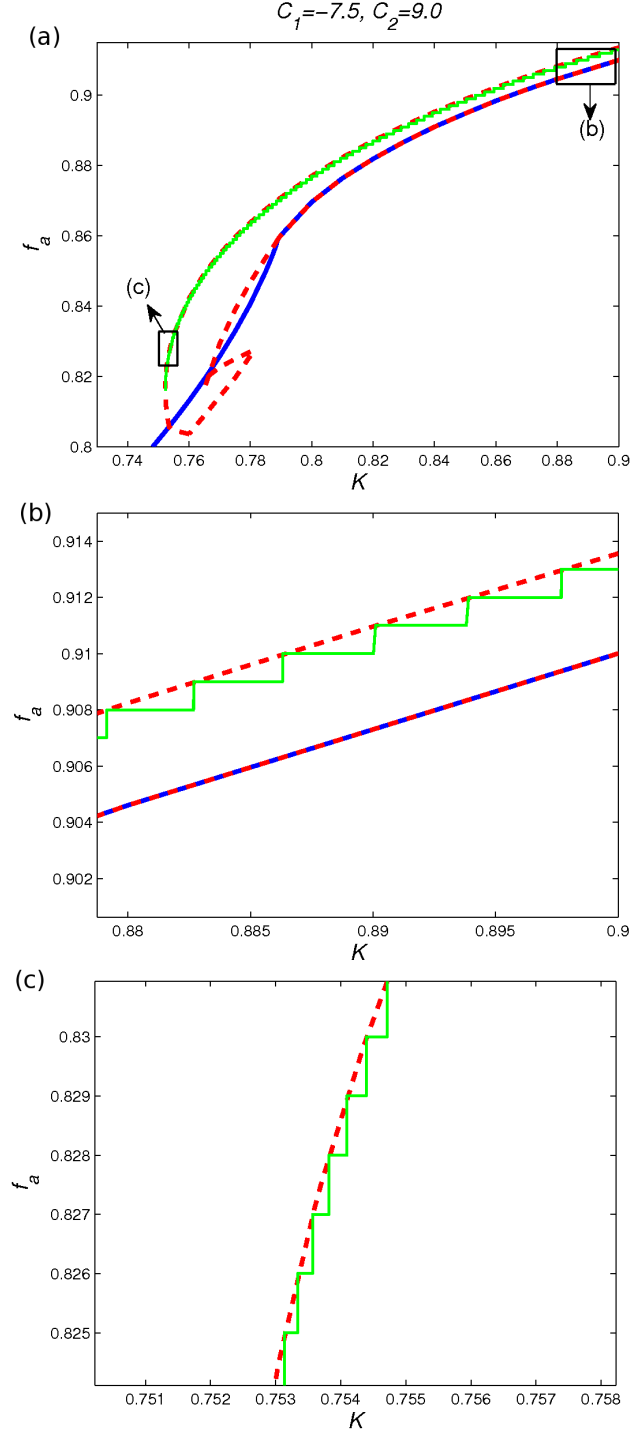 C1=−7.5, C2=9.0
(a)
0.9
0.88
0.86
0.84
0.82
0.8
fa
(b)
(c)
0.74 0.76 0.78 0.8 0.82 0.84 0.86 0.88 0.9
K
(b)
0.914
0.912
0.91
0.908
0.906
0.904
0.902
fa
0.88 0.885 0.89 0.895 0.9
K
(c)
0.83
0.829
0.828
0.827
0.826
0.825
fa
0.751 0.752 0.753 0.754 0.755 0.756 0.757 0.758
K